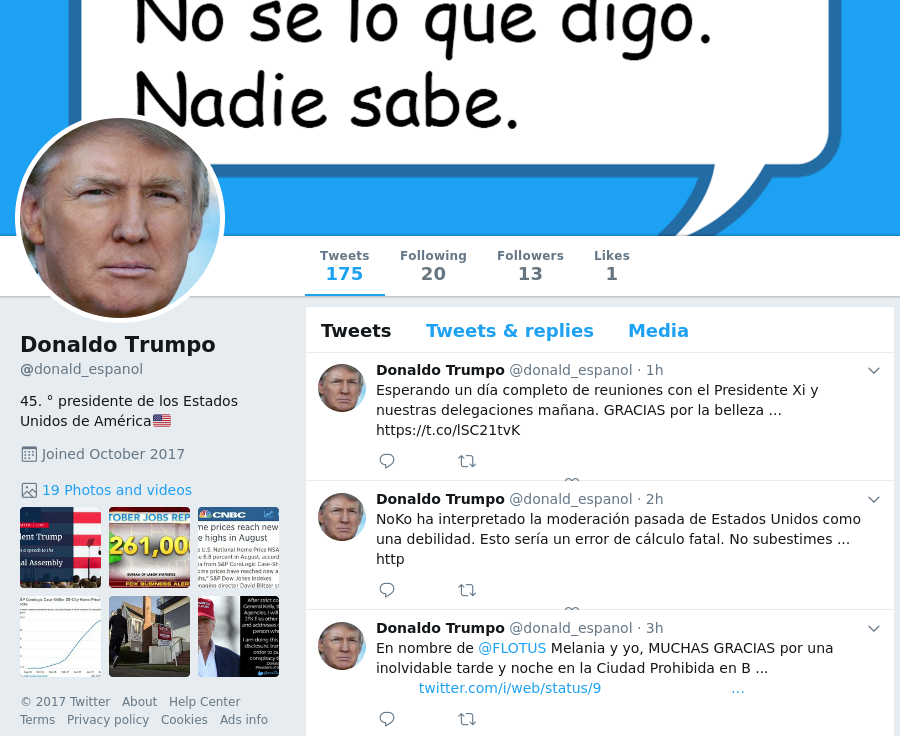 No se lo que digo.
Nadie sabe.
Tweets
175
Following
20
Followers
13
Likes
1
Donaldo Trumpo
@donald_espanol
45. ° presidente de los Estados
Unidos de América
Joined October 2017
19 Photos and videos
OBER JOBS REP
261,00
BUREAU OF LABOR STATISTICS
FOX BUSINESS ALER
CNBC
me prices reach new
e highs in August
© 2017 Twitter About Help Center
Terms Privacy policy Cookies Ads info
Tweets Tweets & replies Media
Donaldo Trumpo @donald_espanol · 1h
Esperando un día completo de reuniones con el Presidente Xi y
nuestras delegaciones mañana. GRACIAS por la belleza ...
https://t.co/lSC21tvK
Donaldo Trumpo @donald_espanol · 2h
NoKo ha interpretado la moderación pasada de Estados Unidos como
una debilidad. Esto sería un error de cálculo fatal. No subestimes ...
http
Donaldo Trumpo @donald_espanol · 3h
En nombre de @FLOTUS Melania y yo, MUCHAS GRACIAS por una
inolvidable tarde y noche en la Ciudad Prohibida en B ...
twitter.com/i/web/status/9 …